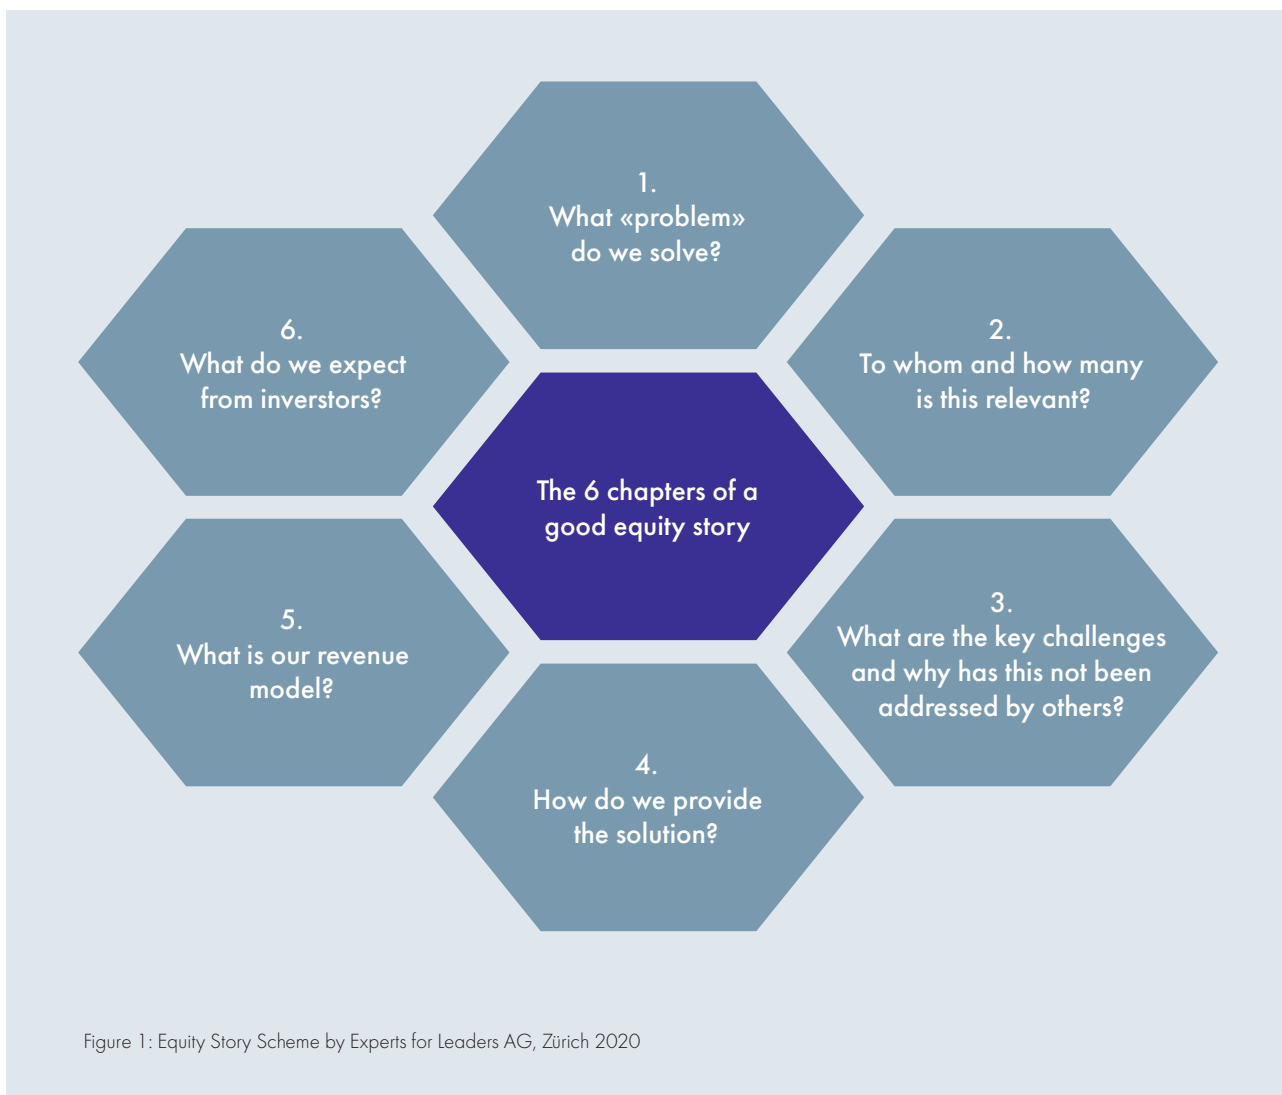 1.
What «problem»
do we solve?
2.
To whom and how many
is this relevant?
3.
What are the key challenges
and why has this not been
addressed by others?
4.
How do we provide
the solution?
5.
What is our revenue
model?
6.
What do we expect
from inverstors?
The 6 chapters of a
good equity story
Figure 1: Equity Story Scheme by Experts for Leaders AG, Zürich 2020